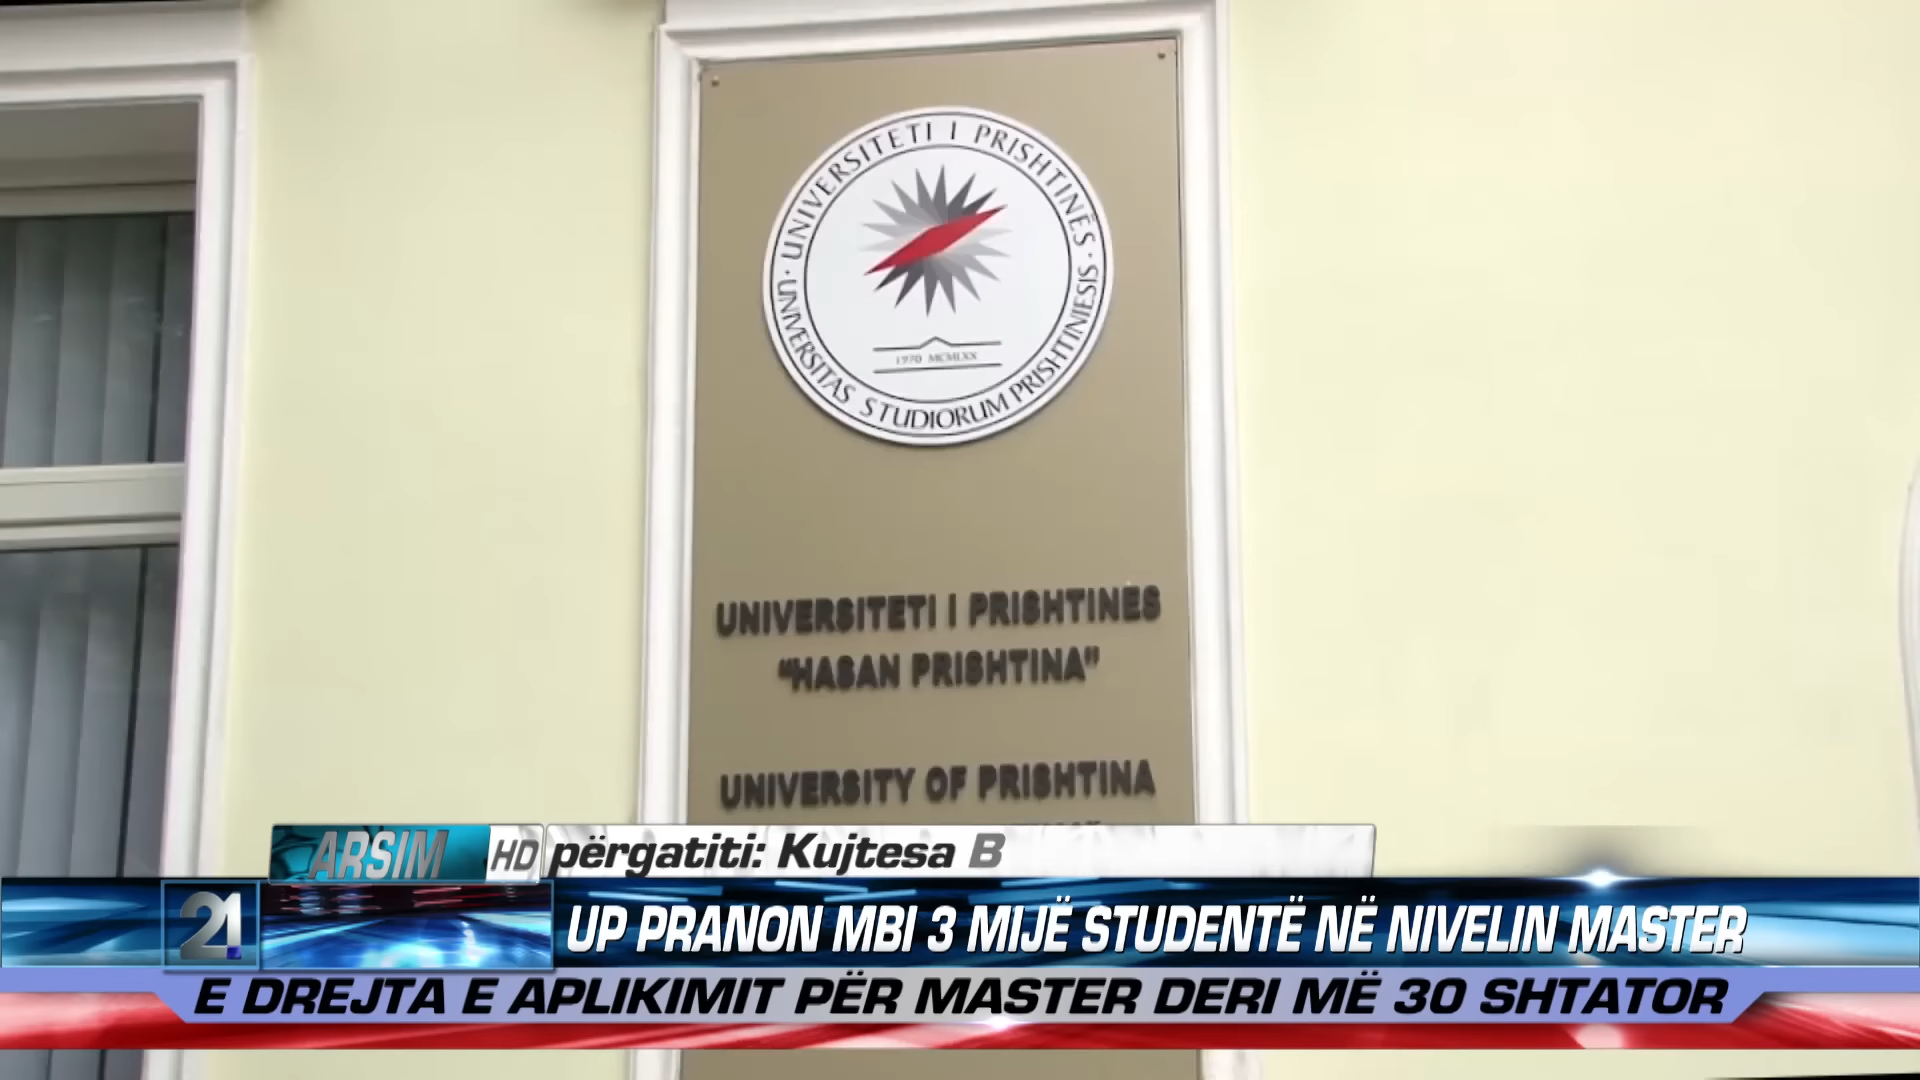 · UNIVERSITETI I PRISHTINËS ·
UNIVERSITAS STUDIORUM PRISHTINIESIS
1970 MCMLXX
UNIVERSITETI I PRISHTINËS
“HASAN PRISHTINA”
UNIVERSITY OF PRISHTINA
ARSIM
HD
përgatiti: Kujtesa B
21
UP PRANON MBI 3 MIJË STUDENTË NË NIVELIN MASTER
E DREJTA E APLIKIMIT PËR MASTER DERI MË 30 SHTATOR